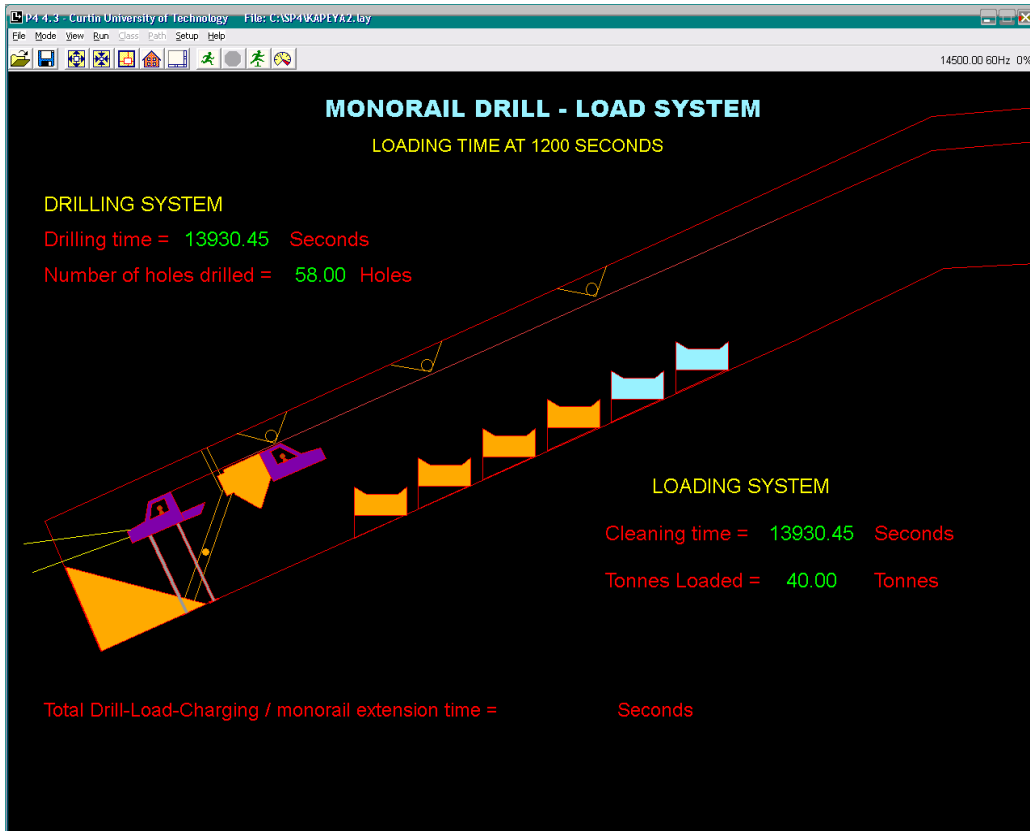 P4 4.3 - Curtin University of Technology File: C:\SP4\KAPEYA2.lay
File Mode View Run Class Path Setup Help
14500.00 60Hz 0%
MONORAIL DRILL - LOAD SYSTEM
LOADING TIME AT 1200 SECONDS
DRILLING SYSTEM
Drilling time = 13930.45 Seconds
Number of holes drilled = 58.00 Holes
LOADING SYSTEM
Cleaning time = 13930.45 Seconds
Tonnes Loaded = 40.00 Tonnes
Total Drill-Load-Charging / monorail extension time = Seconds